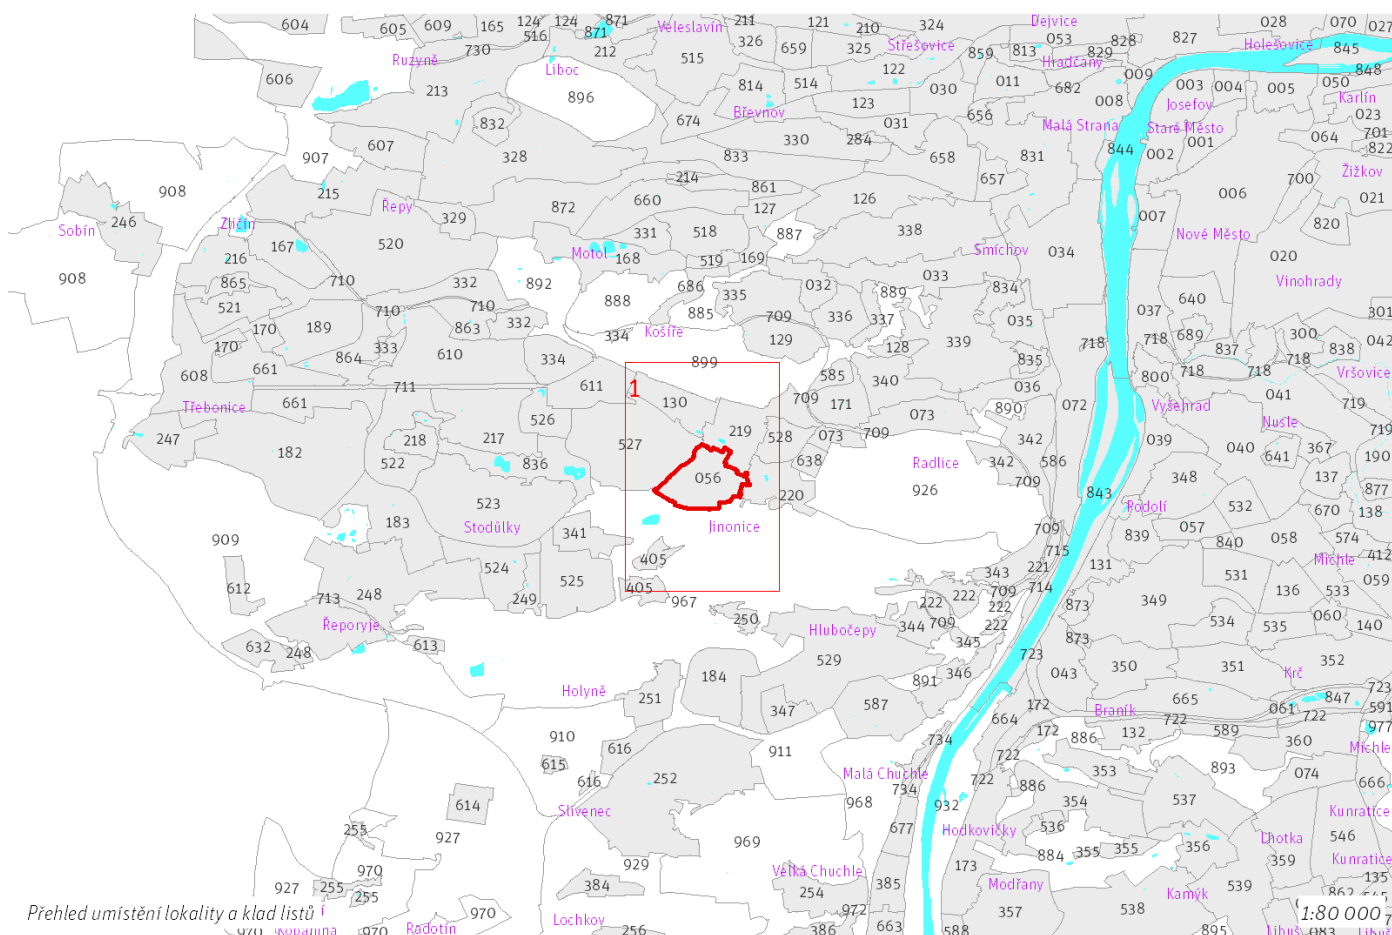 604 605 609 165 124 124 871 211 121 210 324 Dejvice 028 070 027
516 871 Veleslavín 326 659 325 Střešovice 859 813 053 828 827 Holešovice 845
730 212 515 829
Ruzyně Liboc 122 Hradčany 848
606 213 896 814 514 030 011 682 009 003 004 005 050
Břevnov 123 008 Josefov Karlín
832 674 031 656 Malá Strana Staré Město 023
607 330 284 844 001 064 701
907 328 833 658 831 002 822
214 657 700 Žižkov
908 215 861 006 021
Řepy 872 660 127 126 007
246 Zličín 329 331 518 887 338 820
Sobín 167 520 Motol 168 Smíchov 034 Nové Město
216 519 169 020
908 865 710 332 892 686 033 Vinohrady
521 888 335 032 889 834 640
710 710 885 709 336 337 037 301
170 189 863 332 334 Košíře 129 035 689 300
170 333 128 339 718 718 837 838 042
864 610 334 899 835 718
608 661 711 611 1 585 340 036 800 718 718 Vršovice
Třebonice 661 130 709 171 890 072 Vyšehrad 041 719
526 073 Nusle
247 218 217 527 219 528 073 709 342 039 040 367 719
182 522 836 638 Radlice 342 586 641 190
056 926 709 348 137
523 220 843 877
183 Stodůlky Jinonice Podolí 532 670 138
909 341 709 839 057 058 574
405 715 840 Michle 412
524 343 221 131 531 059
612 525 405 709 714 136 533
713 248 249 967 222 222 222 873 349
Řeporyje 250 Hlubočepy 344 709 222 534 535 060 140
632 248 613 345 873
529 723
184 891 346 043 350 351 352
Holyně 251 Krč
347 587 172 665 847 723
664 Braník 061 591
910 734 172 132 722 589 722 977
616 911 886 360 Michle
615 722
616 252 Malá Chuchle 722 353 893 074
734 886 666
614 Slivenec 968 932 354 537 Kunratice
255 677 Hodkovičky 536
927 969 884 355 355 356 Lhotka 546
929 173 359 Kunratice
970 Velká Chuchle
927 255 384 385 Modřany 539 135
255 254 Kamýk 862
Přehled umístění lokality a klad listů 970 972 357 538 1:80 000
970 Radotín Lochkov 256 386 663 588 895 Libuš 083